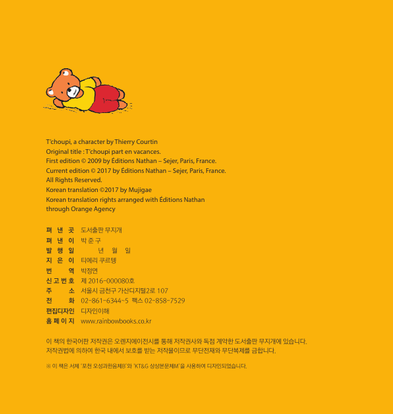 T'choupi, a character by Thierry Courtin
Original title : T'choupi part en vacances.
First edition © 2009 by Éditions Nathan – Sejer, Paris, France.
Current edition © 2017 by Éditions Nathan – Sejer, Paris, France.
All Rights Reserved.
Korean translation ©2017 by Mujigae
Korean translation rights arranged with Éditions Nathan
through Orange Agency
펴 낸 곳 도서출판 무지개
펴 낸 이 박준구
발 행 일 년 월 일
지 은 이 티에리 쿠르탱
번 역 박정연
신고번호 제 2016-000080호
주 소 서울시 금천구 가산디지털2로 107
전 화 02-861-6344~5 팩스 02-858-7529
편집디자인 디자인이해
홈페이지 www.rainbowbooks.co.kr
이 책의 한국어판 저작권은 오렌지에이전시를 통해 저작권사와 독점 계약한 도서출판 무지개에 있습니다.
저작권법에 의하여 한국 내에서 보호를 받는 저작물이므로 무단전재와 무단복제를 금합니다.
※ 이 책은 서체 '포천 오성과한음체R'와 'KT&G 상상본문체M'을 사용하여 디자인되었습니다.